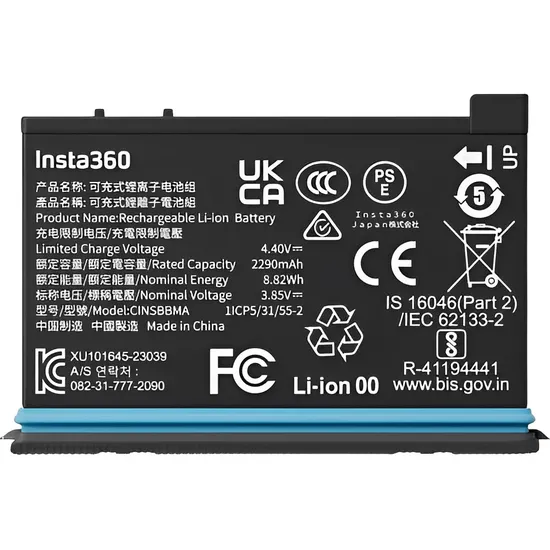 Insta360
产品名称: 可充式锂离子电池组
產品名稱: 可充式鋰離子電池組
Product Name:Rechargeable Li-ion Battery
充电限制电压/充電限制電壓
Limited Charge Voltage 4.40V⎓
额定容量/額定電容量/Rated Capacity 2290mAh
额定能量/額定能量/Nominal Energy 8.82Wh
标称电压/標稱電壓/Nominal Voltage 3.85V⎓
型号/型號/Model:CINSBBMA 1ICP5/31/55-2
中国制造 中國製造 Made in China
XU101645-23039
A/S 연락처 :
082-31-777-2090
UK
CA
CCC
PS
E
Insta360
Japan株式会社
UP
5
CE
IS 16046(Part 2)
/IEC 62133-2
R-41194441
www.bis.gov.in
KC
FC
Li-ion 00